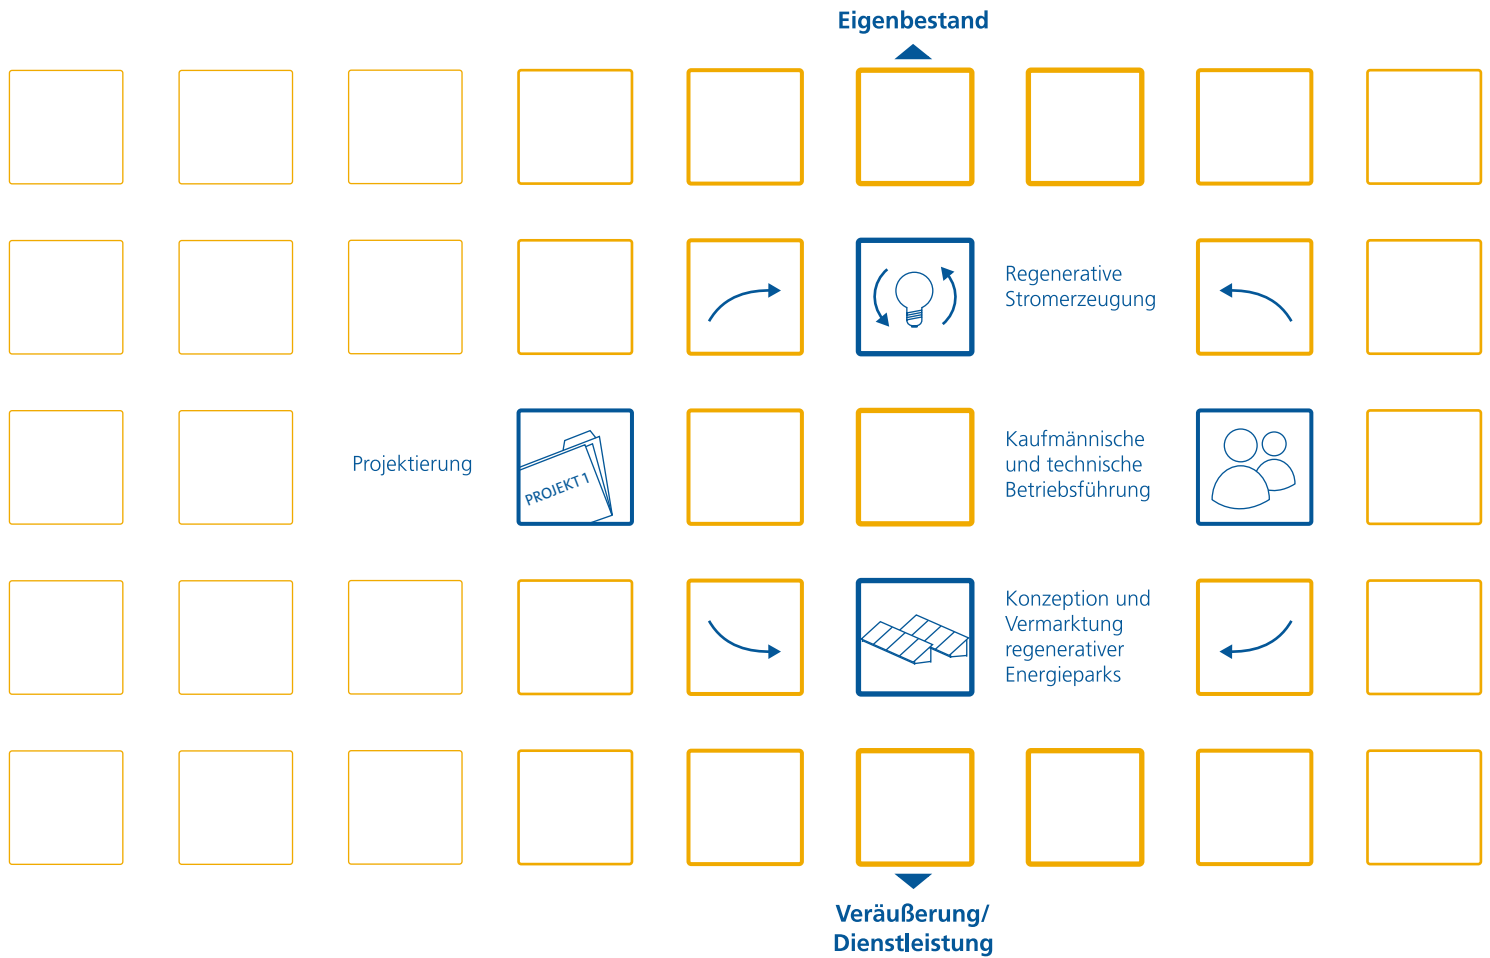 Eigenbestand
Regenerative
Stromerzeugung
Projektierung
PROJEKT 1
Kaufmännische
und technische
Betriebsführung
Konzeption und
Vermarktung
regenerativer
Energieparks
Veräußerung/
Dienstleistung